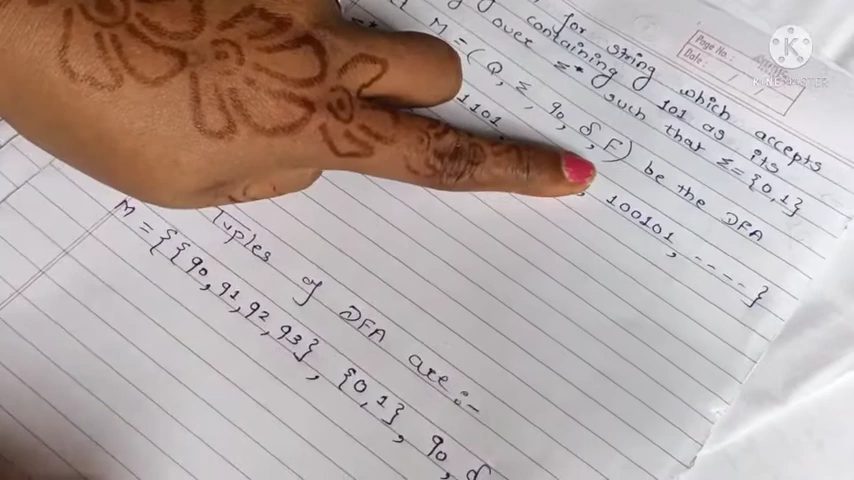 for string which accepts
containing 101 as its
over Σ* such that Σ={0,1}
M=(Q, Σ, q0, δ, F) be the DFA
1101, 100101, ----}
Tuples of DFA are:-
M={{q0,q1,q2,q3}, {0,1}, q0, δ
Page No:
Date:
K
KINEMASTER